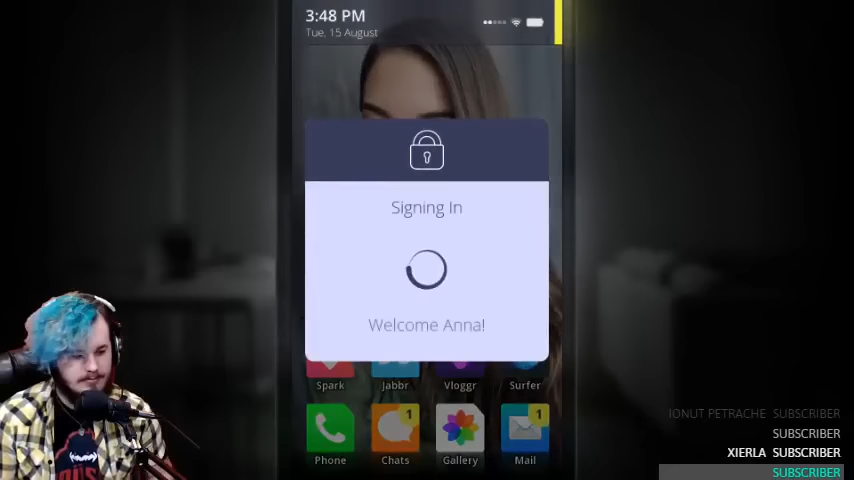 3:48 PM
Tue, 15 August
Signing In
Welcome Anna!
Spark Jabbr Vloggr Surfer
1 1
Phone Chats Gallery Mail
IONUT PETRACHE SUBSCRIBER
SUBSCRIBER
XIERLA SUBSCRIBER
SUBSCRIBER